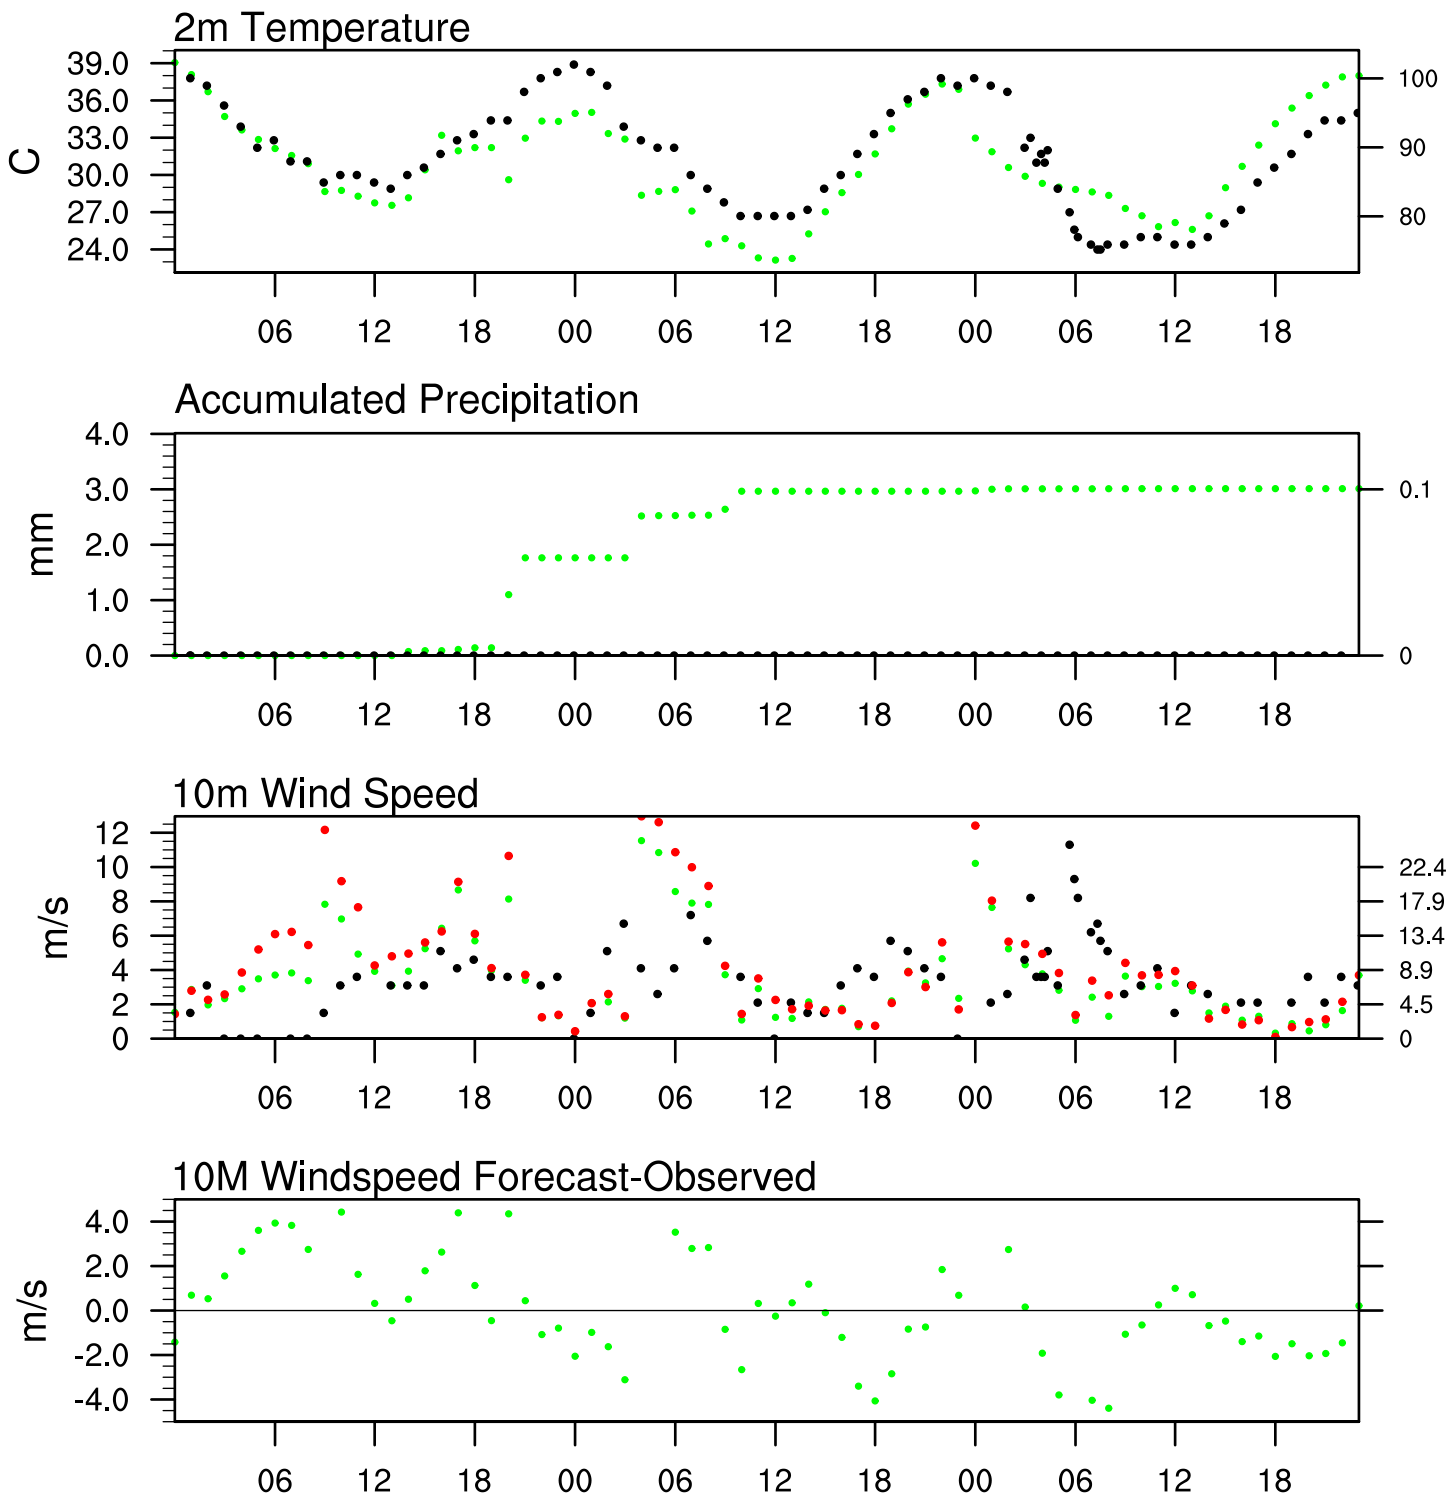 2m Temperature
39.0
36.0
33.0
30.0
27.0
24.0
C
100
90
80
06 12 18 00 06 12 18 00 06 12 18
Accumulated Precipitation
4.0
3.0
2.0
1.0
0.0
mm
0.1
0
06 12 18 00 06 12 18 00 06 12 18
10m Wind Speed
12
10
8
6
4
2
0
m/s
22.4
17.9
13.4
8.9
4.5
0
06 12 18 00 06 12 18 00 06 12 18
10M Windspeed Forecast-Observed
4.0
2.0
0.0
-2.0
-4.0
m/s
06 12 18 00 06 12 18 00 06 12 18